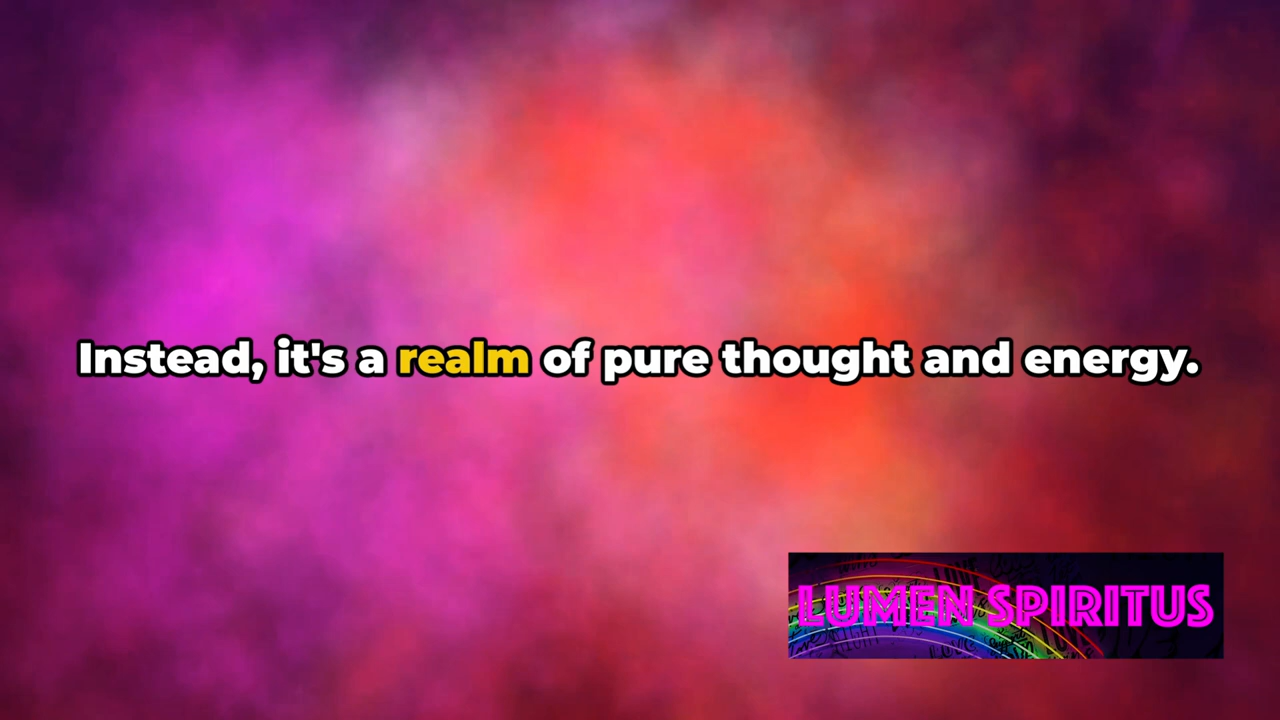 Instead, it's a realm of pure thought and energy.
LUMEN SPIRITUS